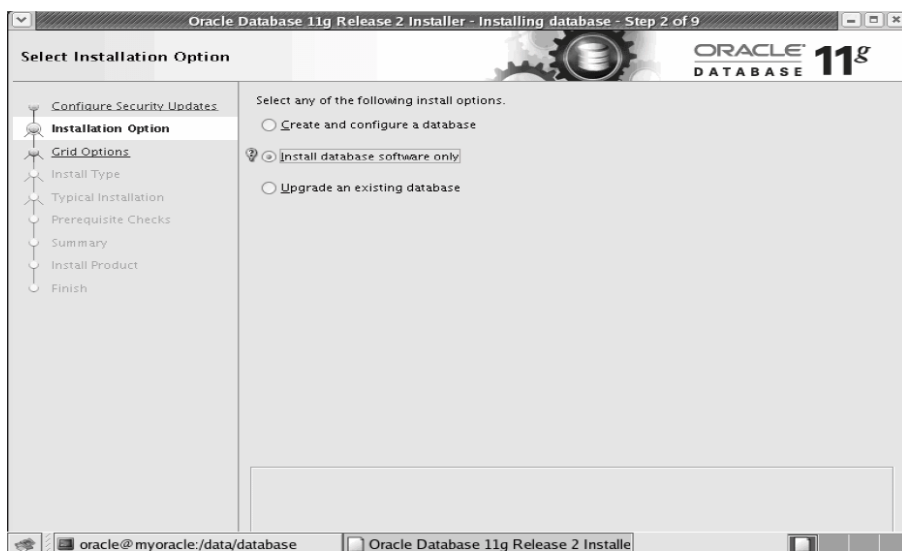 Oracle Database 11g Release 2 Installer - Installing database - Step 2 of 9
Select Installation Option
ORACLE
DATABASE
11g
Configure Security Updates
Installation Option
Grid Options
Install Type
Typical Installation
Prerequisite Checks
Summary
Install Product
Finish
Select any of the following install options.
Create and configure a database
Install database software only
Upgrade an existing database
oracle@myoracle:/data/database
Oracle Database 11g Release 2 Installe